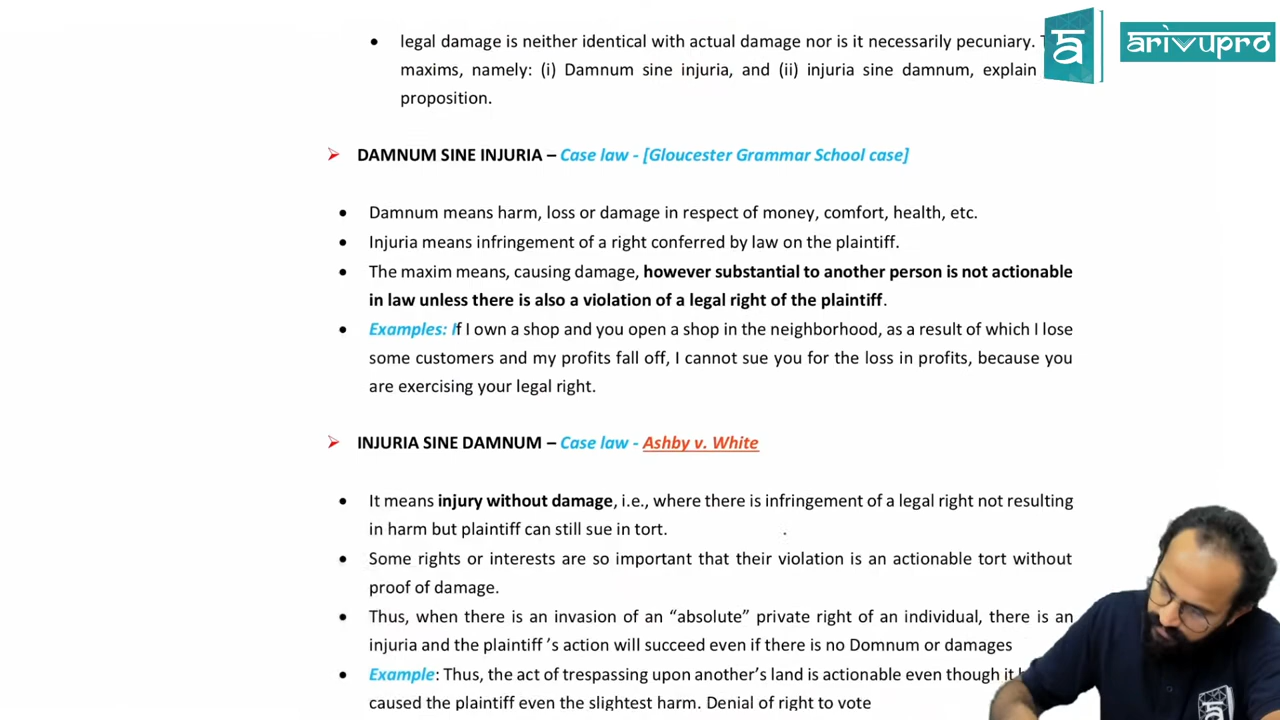 legal damage is neither identical with actual damage nor is it necessarily pecuniary.
maxims, namely: (i) Damnum sine injuria, and (ii) injuria sine damnum, explain
proposition.
arivupro
DAMNUM SINE INJURIA – Case law - [Gloucester Grammar School case]
Damnum means harm, loss or damage in respect of money, comfort, health, etc.
Injuria means infringement of a right conferred by law on the plaintiff.
The maxim means, causing damage, however substantial to another person is not actionable
in law unless there is also a violation of a legal right of the plaintiff.
Examples: If I own a shop and you open a shop in the neighborhood, as a result of which I lose
some customers and my profits fall off, I cannot sue you for the loss in profits, because you
are exercising your legal right.
INJURIA SINE DAMNUM – Case law - Ashby v. White
It means injury without damage, i.e., where there is infringement of a legal right not resulting
in harm but plaintiff can still sue in tort.
Some rights or interests are so important that their violation is an actionable tort without
proof of damage.
Thus, when there is an invasion of an “absolute” private right of an individual, there is an
injuria and the plaintiff ’s action will succeed even if there is no Domnum or damages
Example: Thus, the act of trespassing upon another’s land is actionable even though it
caused the plaintiff even the slightest harm. Denial of right to vote